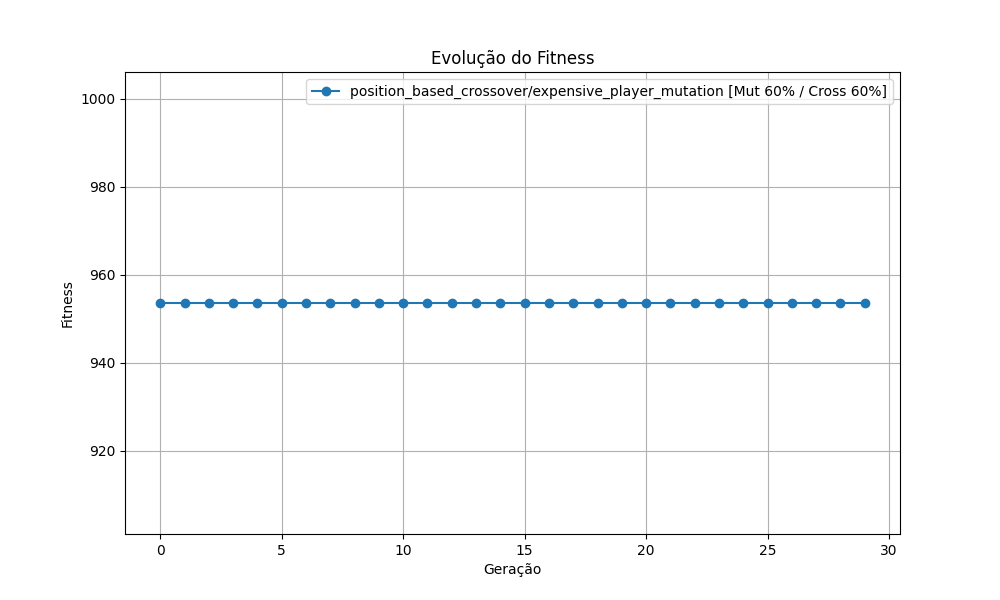 Evolução do Fitness
position_based_crossover/expensive_player_mutation [Mut 60% / Cross 60%]
1000
980
960
940
920
Fitness
0 5 10 15 20 25 30
Geração